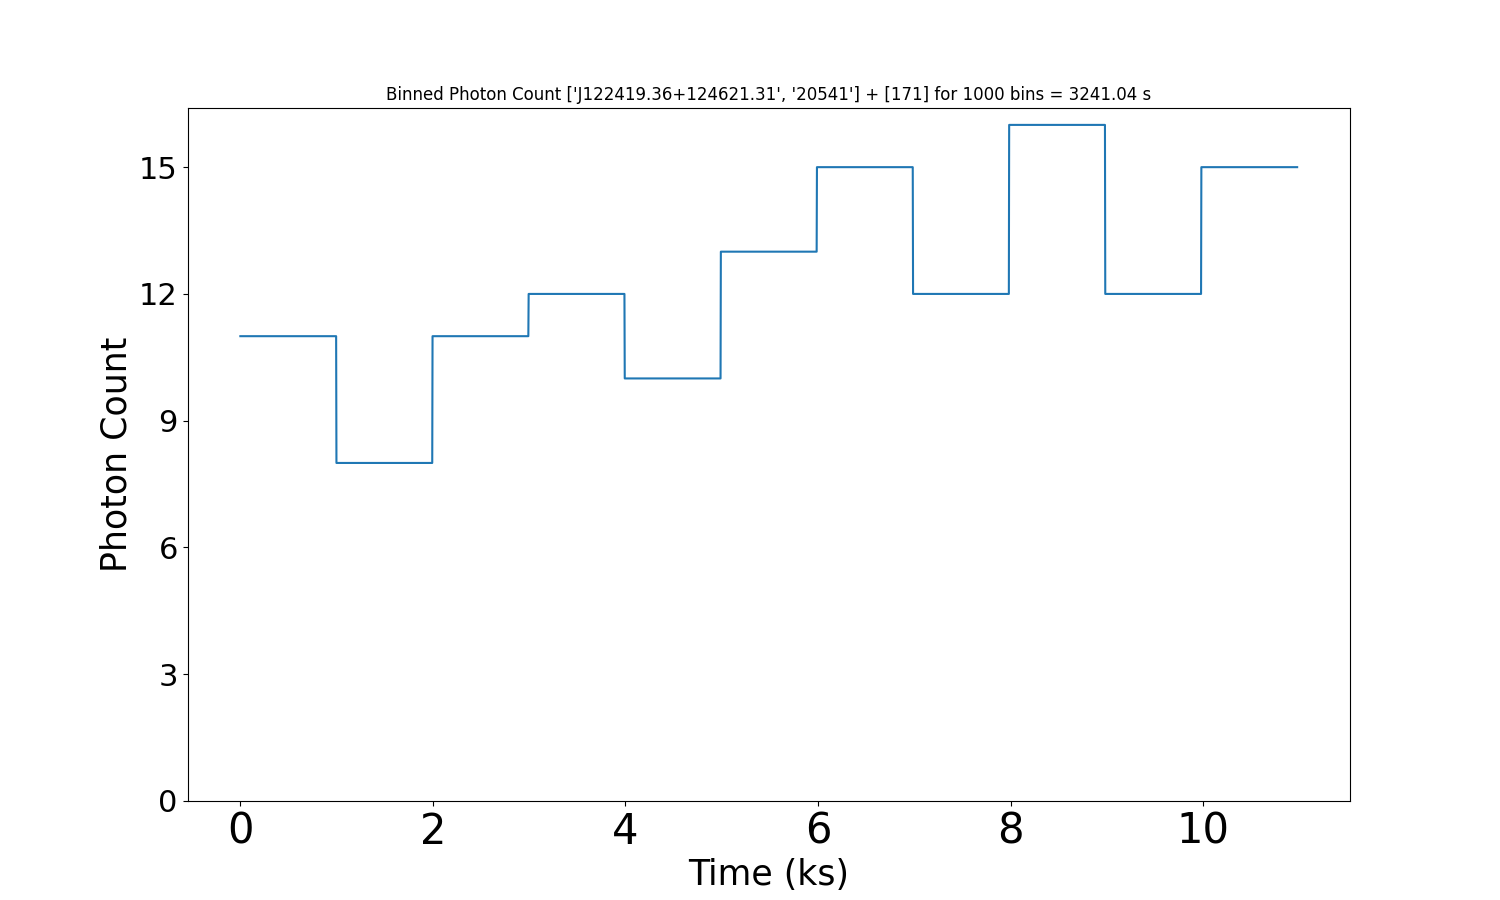 Binned Photon Count ['J122419.36+124621.31', '20541'] + [171] for 1000 bins = 3241.04 s
15
12
9
6
3
0
Photon Count
0 2 4 6 8 10
Time (ks)